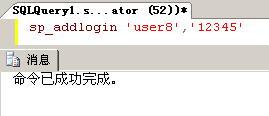 SQLQuery1.s...ator (52))*
sp_addlogin 'user8','12345'
消息
命令已成功完成。